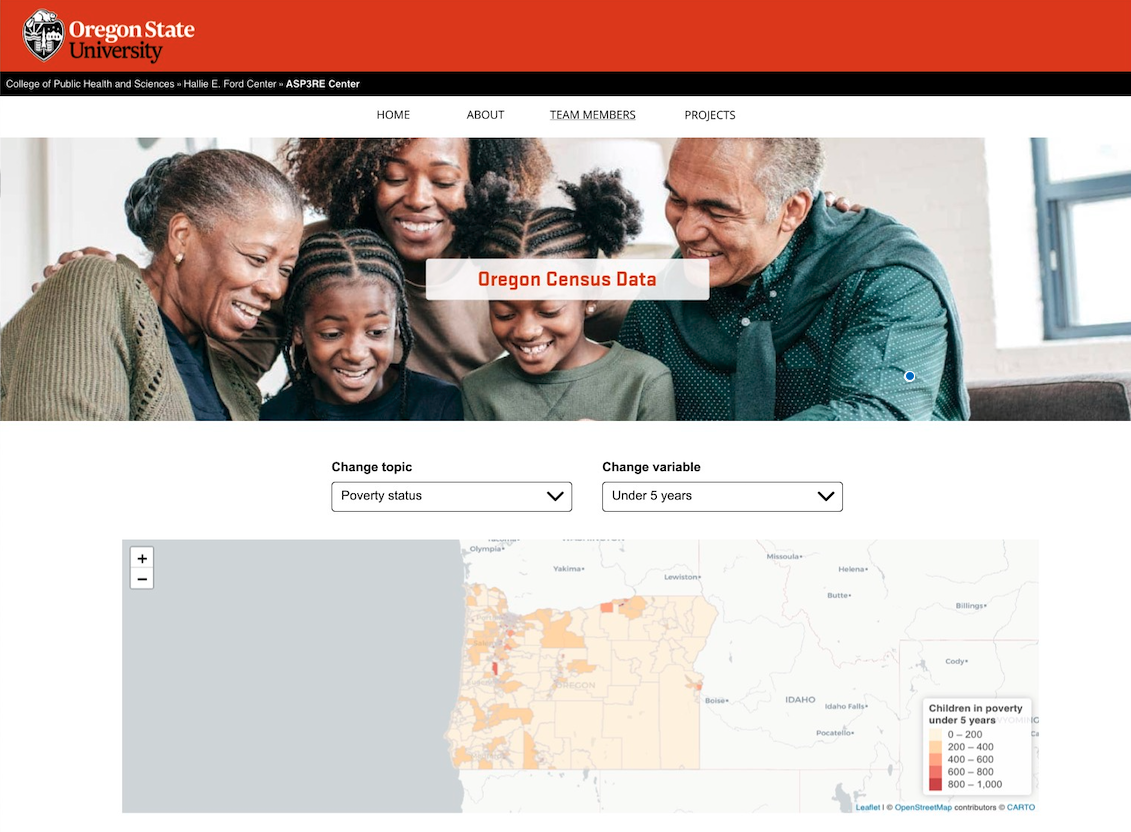 Oregon State
University
College of Public Health and Sciences » Hallie E. Ford Center » ASP3RE Center
HOME ABOUT TEAM MEMBERS PROJECTS
Oregon Census Data
Change topic Change variable
Poverty status Under 5 years
+
−
Olympia
Yakima
Lewiston
Missoula
Helena
Butte
Billings
Cody
OREGON
Boise
IDAHO
Idaho Falls
Pocatello
Children in poverty
under 5 years
0 – 200
200 – 400
400 – 600
600 – 800
800 – 1,000
Leaflet | © OpenStreetMap contributors © CARTO